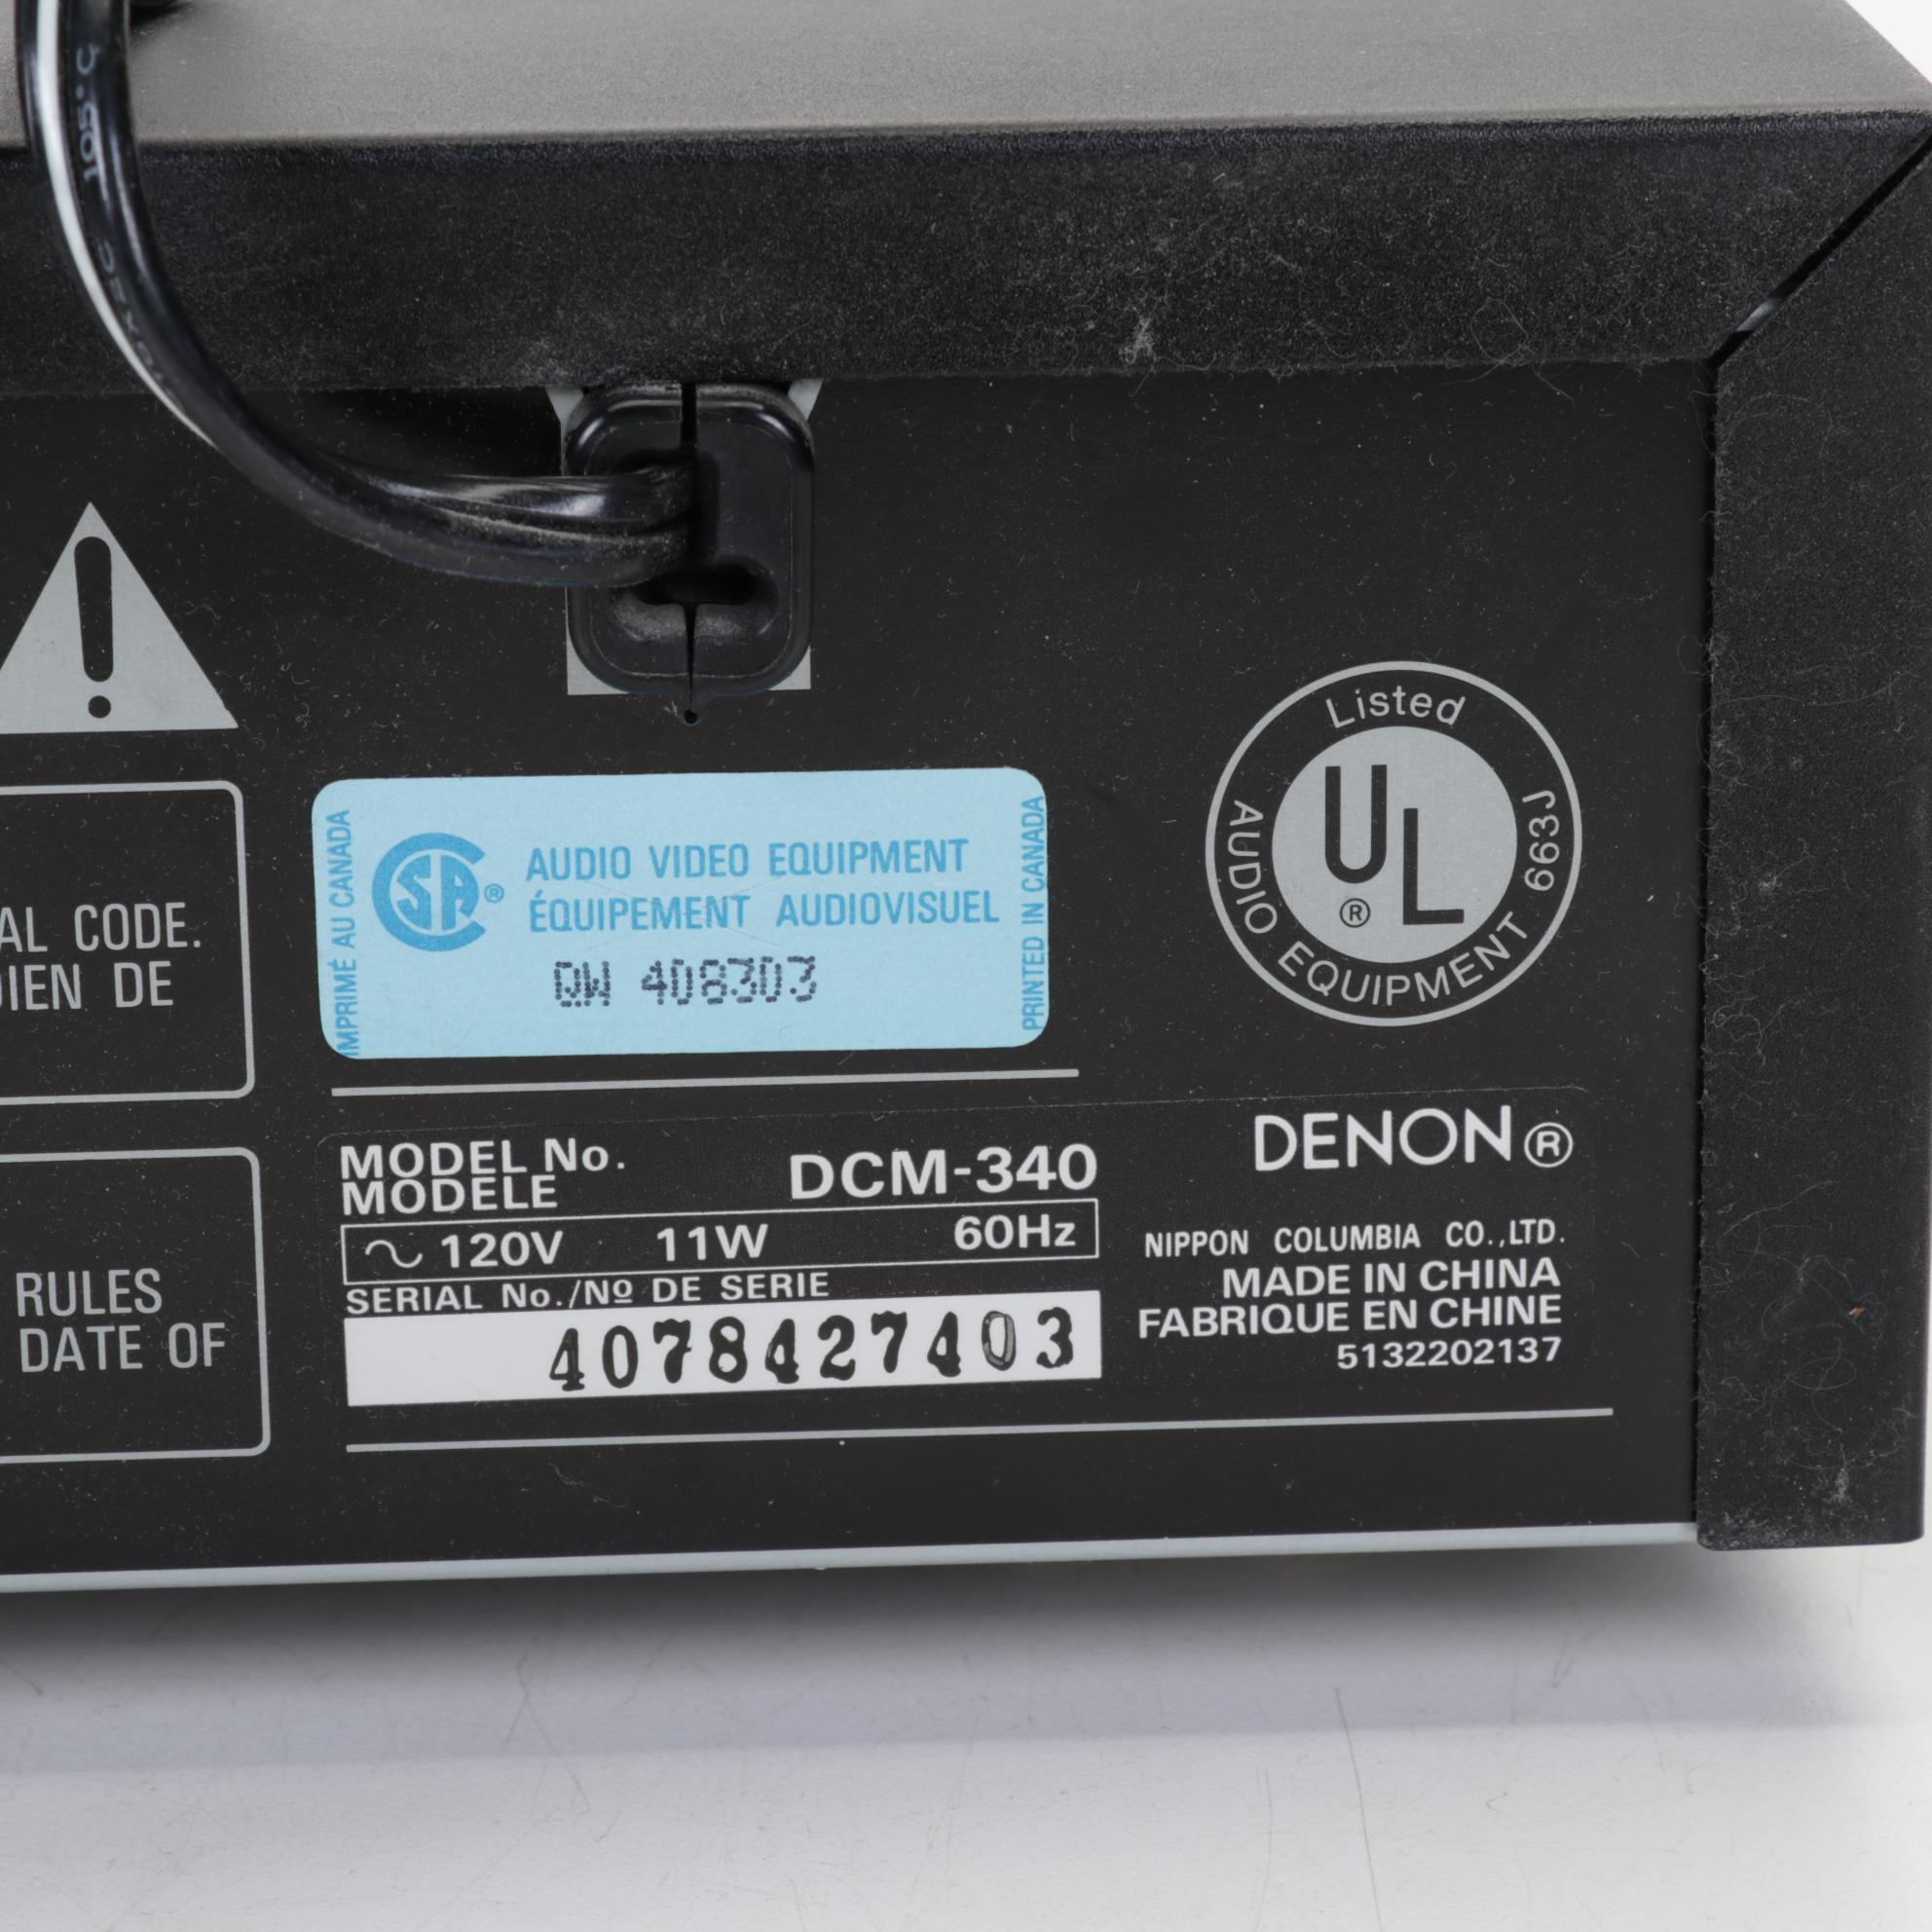 105°C
AL CODE.
DIEN DE
RULES
DATE OF
IMPRIMÉ AU CANADA
SA®
AUDIO VIDEO EQUIPMENT
ÉQUIPEMENT AUDIOVISUEL
QW 408303
PRINTED IN CANADA
Listed
UL®
AUDIO EQUIPMENT 663J
MODEL No.
MODELE
DCM-340
120V 11W 60Hz
SERIAL No./Nº DE SERIE
4078427403
DENON®
NIPPON COLUMBIA CO.,LTD.
MADE IN CHINA
FABRIQUE EN CHINE
5132202137